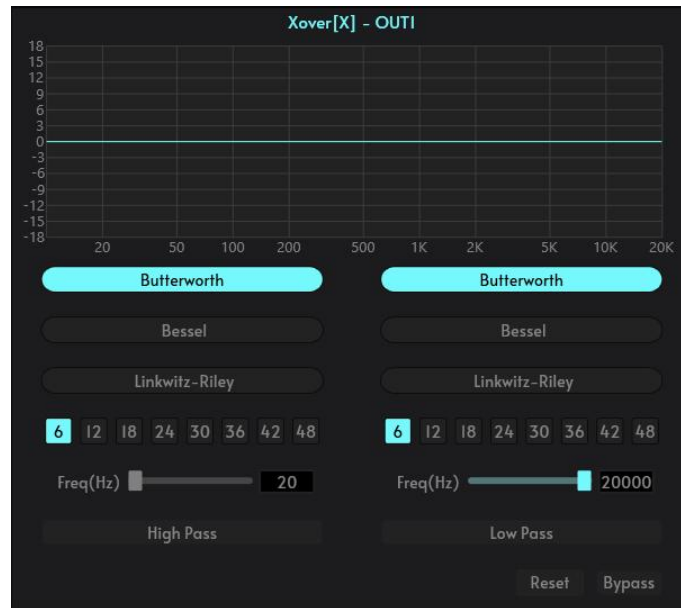 Xover[X] - OUT1
18
15
12
9
6
3
0
-3
-6
-9
-12
-15
-18
20 50 100 200 500 1K 2K 5K 10K 20K
Butterworth Butterworth
Bessel Bessel
Linkwitz-Riley Linkwitz-Riley
6 12 18 24 30 36 42 48 6 12 18 24 30 36 42 48
Freq(Hz) 20 Freq(Hz) 20000
High Pass Low Pass
Reset Bypass